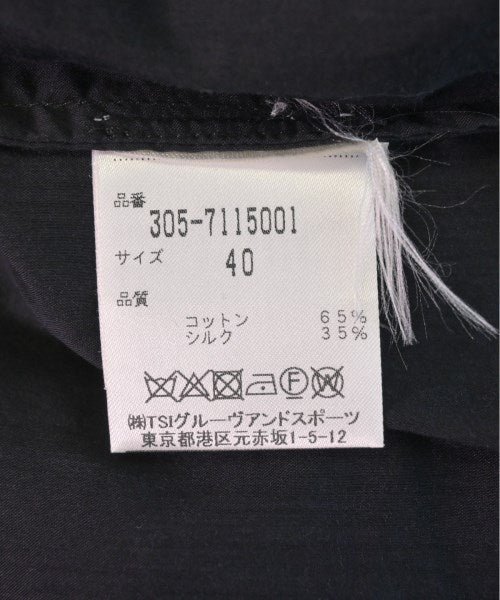 品番
305-7115001
サイズ 40
品質
コットン 65%
シルク 35%
㈱TSIグルーヴアンドスポーツ
東京都港区元赤坂1-5-12